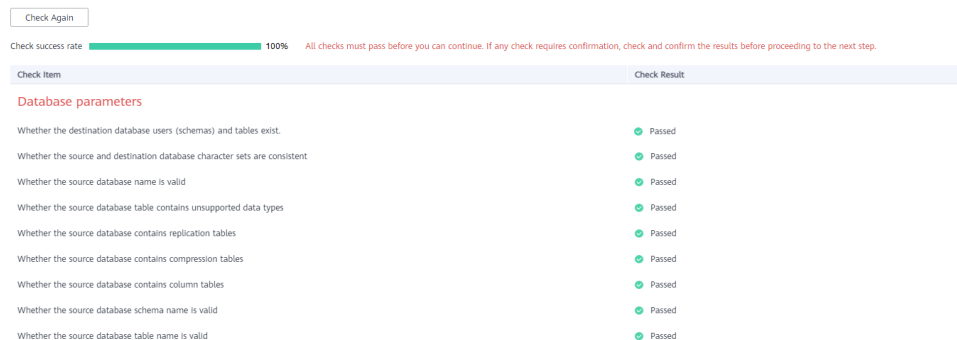 Check Again
Check success rate 100% All checks must pass before you can continue. If any check requires confirmation, check and confirm the results before proceeding to the next step.
Check Item Check Result
Database parameters
Whether the destination database users (schemas) and tables exist. Passed
Whether the source and destination database character sets are consistent Passed
Whether the source database name is valid Passed
Whether the source database table contains unsupported data types Passed
Whether the source database contains replication tables Passed
Whether the source database contains compression tables Passed
Whether the source database contains column tables Passed
Whether the source database schema name is valid Passed
Whether the source database table name is valid Passed